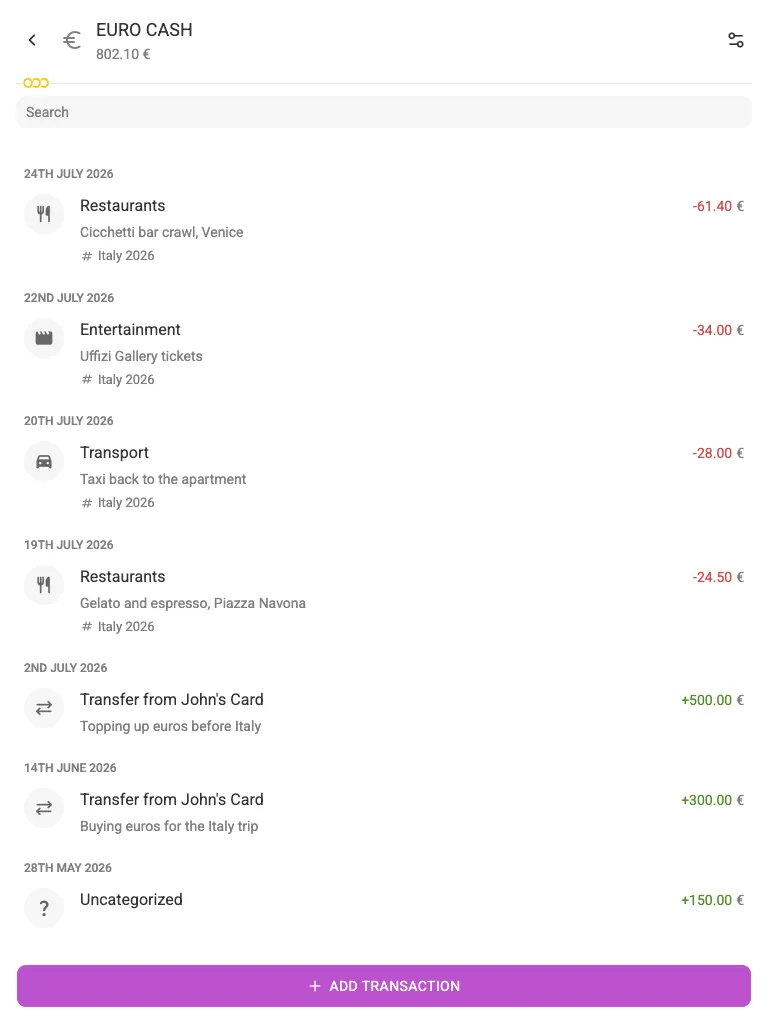 EURO CASH
802.10 €
Search
24TH JULY 2026
Restaurants
-61.40 €
Cicchetti bar crawl, Venice
# Italy 2026
22ND JULY 2026
Entertainment
-34.00 €
Uffizi Gallery tickets
# Italy 2026
20TH JULY 2026
Transport
-28.00 €
Taxi back to the apartment
# Italy 2026
19TH JULY 2026
Restaurants
-24.50 €
Gelato and espresso, Piazza Navona
# Italy 2026
2ND JULY 2026
Transfer from John's Card
+500.00 €
Topping up euros before Italy
14TH JUNE 2026
Transfer from John's Card
+300.00 €
Buying euros for the Italy trip
28TH MAY 2026
Uncategorized
+150.00 €
+ ADD TRANSACTION